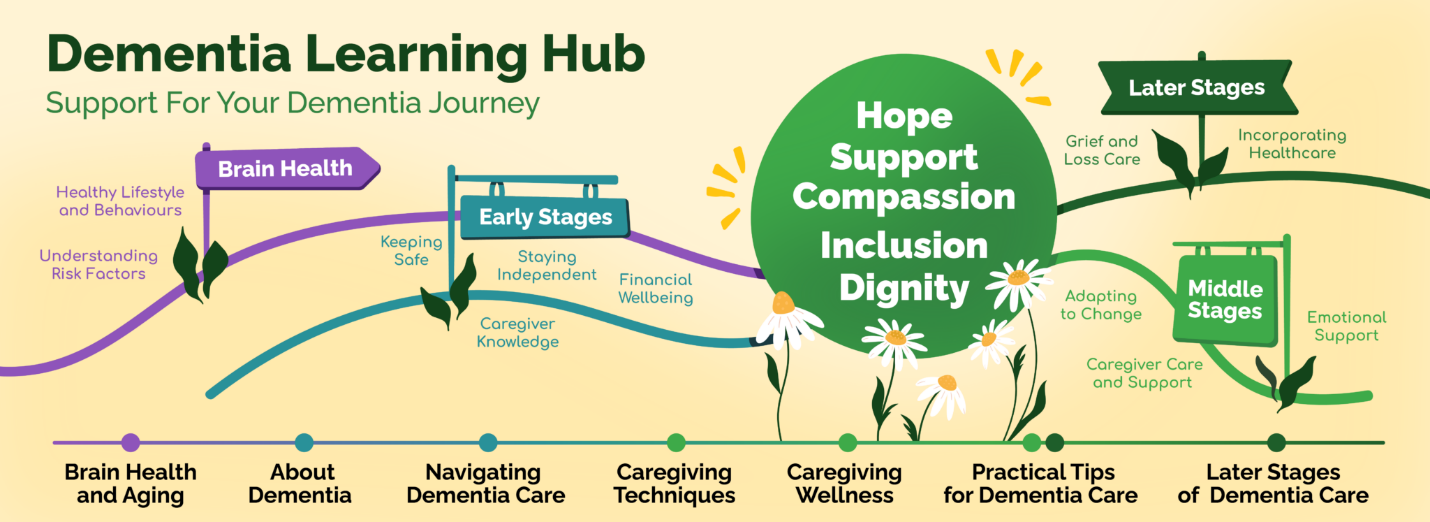 Dementia Learning Hub
Support For Your Dementia Journey
Brain Health
Healthy Lifestyle
and Behaviours
Understanding
Risk Factors
Early Stages
Keeping
Safe
Staying
Independent
Financial
Wellbeing
Caregiver
Knowledge
Hope
Support
Compassion
Inclusion
Dignity
Later Stages
Grief and
Loss Care
Incorporating
Healthcare
Middle
Stages
Adapting
to Change
Emotional
Support
Caregiver Care
and Support
Brain Health
and Aging
About
Dementia
Navigating
Dementia Care
Caregiving
Techniques
Caregiving
Wellness
Practical Tips
for Dementia Care
Later Stages
of Dementia Care